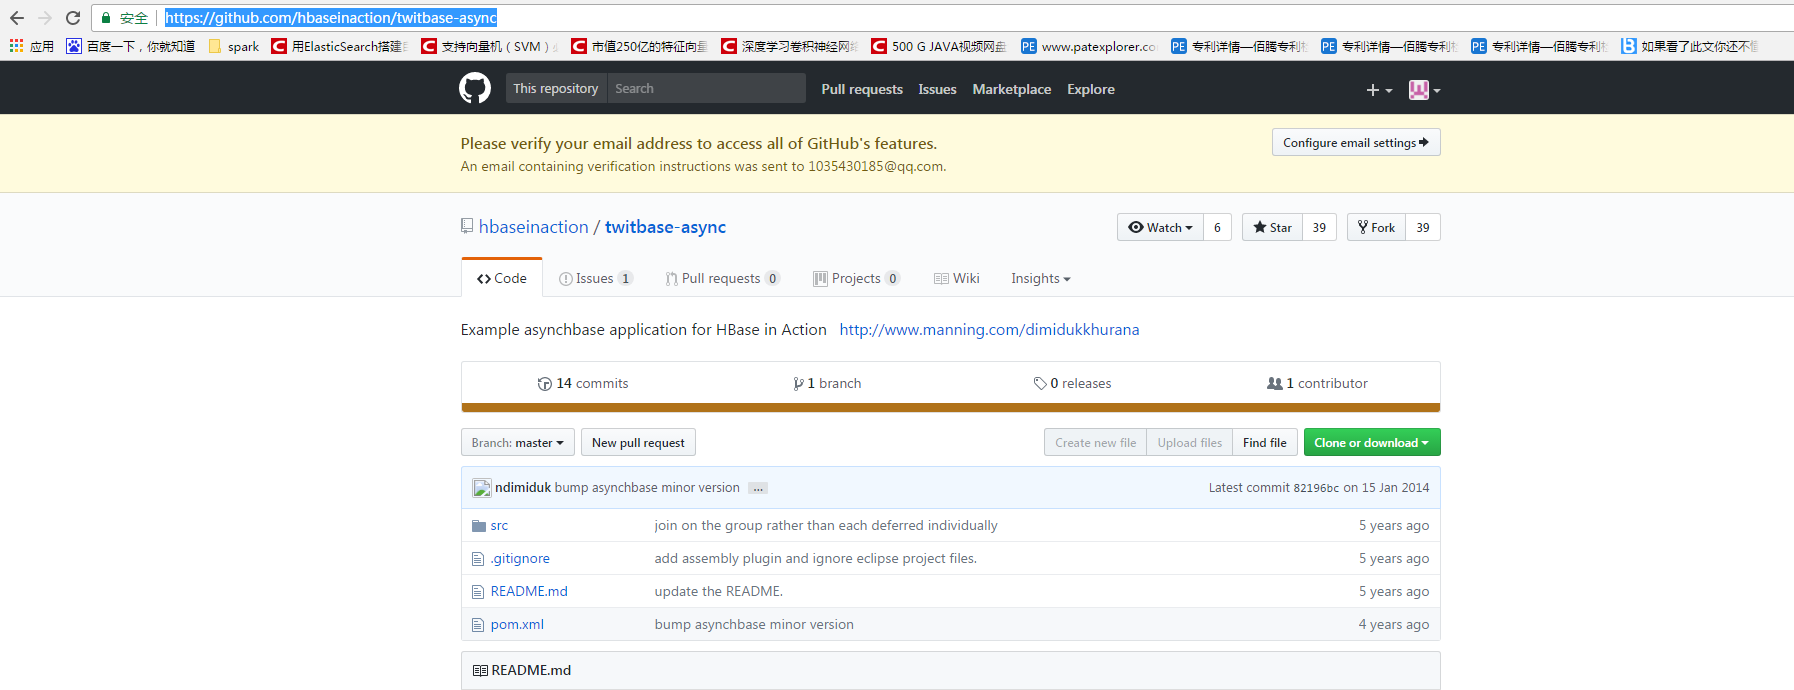 安全 https://github.com/hbaseinaction/twitbase-async
应用 百度一下，你就知道 spark 用ElasticSearch搭建 支持向量机（SVM） 市值250亿的特征向量 深度学习卷积神经网络 500 G JAVA视频网盘 www.patexplorer.co 专利详情—佰腾专利 专利详情—佰腾专利 专利详情—佰腾专利 如果看了此文你还不
This repository Search Pull requests Issues Marketplace Explore
Please verify your email address to access all of GitHub's features.
An email containing verification instructions was sent to 1035430185@qq.com.
Configure email settings
hbaseinaction / twitbase-async
Watch 6 Star 39 Fork 39
Code Issues 1 Pull requests 0 Projects 0 Wiki Insights
Example asynchbase application for HBase in Action http://www.manning.com/dimidukkhurana
14 commits 1 branch 0 releases 1 contributor
Branch: master New pull request Create new file Upload files Find file Clone or download
ndimiduk bump asynchbase minor version ... Latest commit 82196bc on 15 Jan 2014
src join on the group rather than each deferred individually 5 years ago
.gitignore add assembly plugin and ignore eclipse project files. 5 years ago
README.md update the README. 5 years ago
pom.xml bump asynchbase minor version 4 years ago
README.md